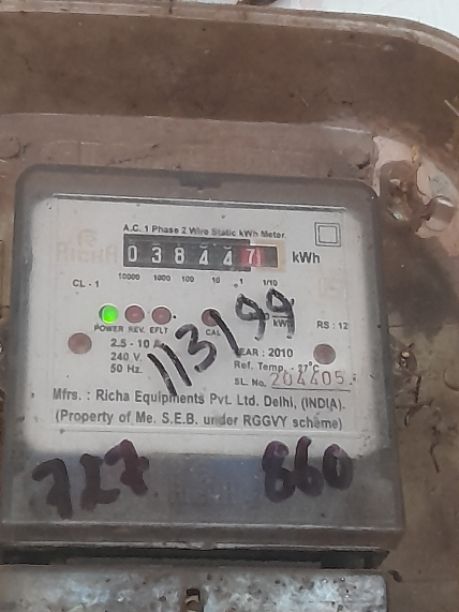 A.C. 1 Phase 2 Wire Static kWh Meter.
RICHA
0 3 8 4 4 7 kWh
10000 1000 100 10 1 1/10
CL - 1
POWER REV. EFLT CAL
RS : 12
2.5 - 10 A
240 V.
50 Hz.
113199
YEAR : 2010
Ref. Temp. - 27°C
SL. No. 204405
Mfrs. : Richa Equipments Pvt. Ltd. Delhi, (INDIA).
(Property of Me. S.E.B. under RGGVY scheme)
727 860